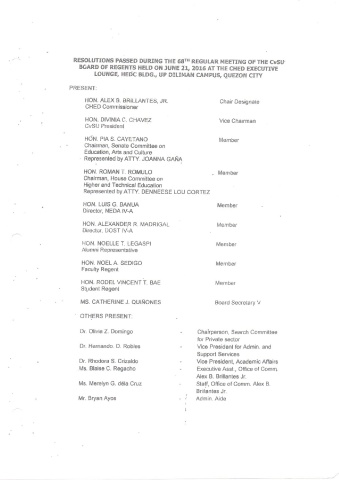 RESOLUTIONS PASSED DURING THE 68TH REGULAR MEETING OF THE CvSU
BOARD OF REGENTS HELD ON JUNE 21, 2016 AT THE CHED EXECUTIVE
LOUNGE, HEDC BLDG., UP DILIMAN CAMPUS, QUEZON CITY
PRESENT:
HON. ALEX B. BRILLANTES, JR. Chair Designate
CHED Commissioner
HON. DIVINIA C. CHAVEZ Vice Chairman
CvSU President
HON. PIA S. CAYETANO Member
Chairman, Senate Committee on
Education, Arts and Culture
Represented by ATTY. JOANNA GAÑA
HON. ROMAN T. ROMULO Member
Chairman, House Committee on
Higher and Technical Education
Represented by ATTY. DENNEESE LOU CORTEZ
HON. LUIS G. BANUA Member
Director, NEDA IV-A
HON. ALEXANDER R. MADRIGAL Member
Director, DOST IV-A
HON. NOELLE T. LEGASPI Member
Alumni Representative
HON. NOEL A. SEDIGO Member
Faculty Regent
HON. RODEL VINCENT T. BAE Member
Student Regent
MS. CATHERINE J. QUIÑONES Board Secretary V
OTHERS PRESENT:
Dr. Oline Z. Domingo - Chairperson, Search Committee
for Private sector
Dr. Hernando. D. Robles - Vice President for Admin. and
Support Services
Dr. Rhodora S. Crizaldo - Vice President, Academic Affairs
Ms. Blaise C. Regacho - Executive Asst., Office of Comm.
Alex B. Brillantes Jr.
Ms. Merelyn G. dela Cruz - Staff, Office of Comm. Alex B.
Brillantes Jr.
Mr. Bryan Ayos - Admin. Aide